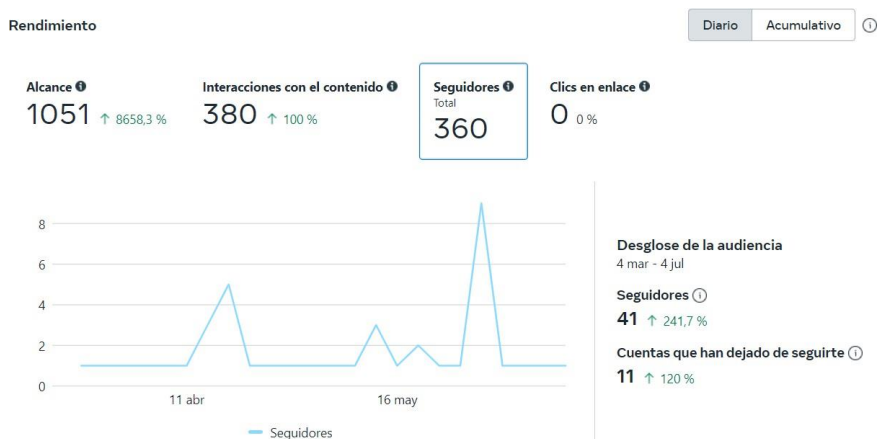 Rendimiento
Diario
Acumulativo
Alcance
1051 ↑ 8658,3 %
Interacciones con el contenido
380 ↑ 100 %
Seguidores
Total
360
Clics en enlace
0 0 %
8
6
4
2
0
11 abr
16 may
Seguidores
Desglose de la audiencia
4 mar - 4 jul
Seguidores
41 ↑ 241,7 %
Cuentas que han dejado de seguirte
11 ↑ 120 %